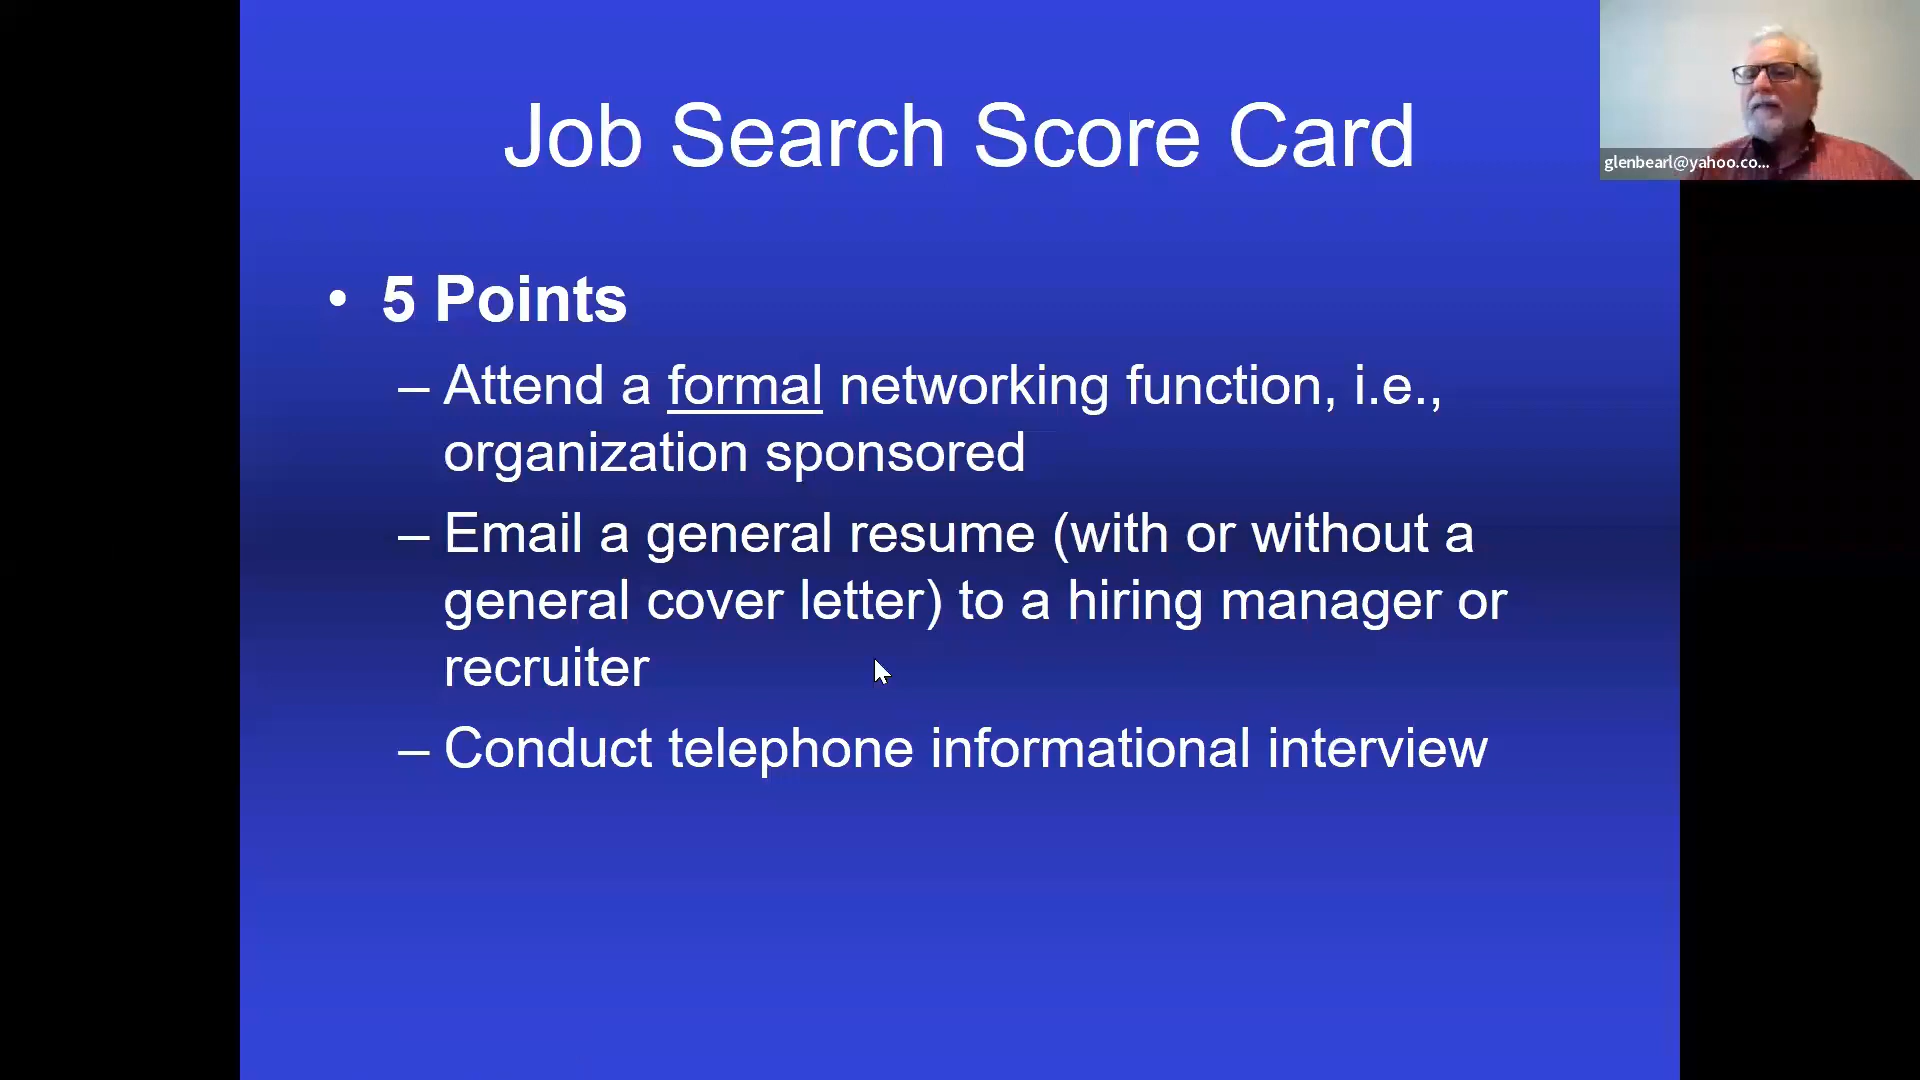 Job Search Score Card
glenbearl@yahoo.co...
• 5 Points
– Attend a formal networking function, i.e.,
organization sponsored
– Email a general resume (with or without a
general cover letter) to a hiring manager or
recruiter
– Conduct telephone informational interview